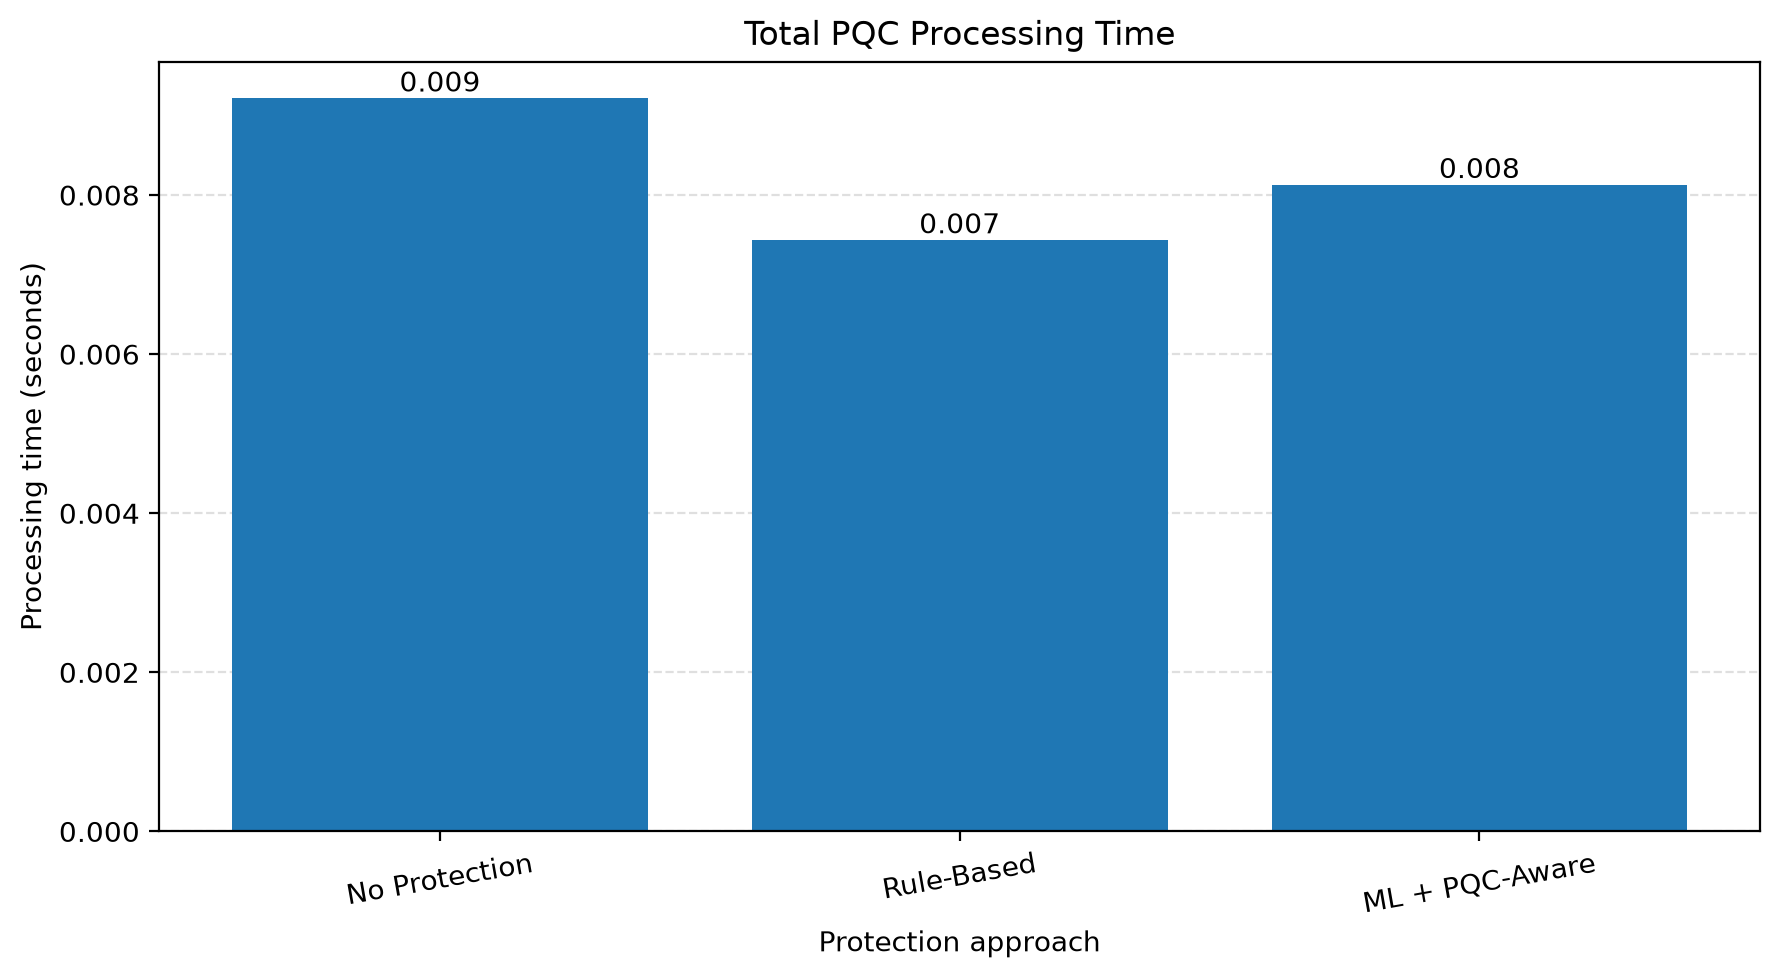 Total PQC Processing Time
0.009
0.008
0.007
0.008
0.006
0.004
0.002
0.000
Processing time (seconds)
No Protection
Rule-Based
ML + PQC-Aware
Protection approach